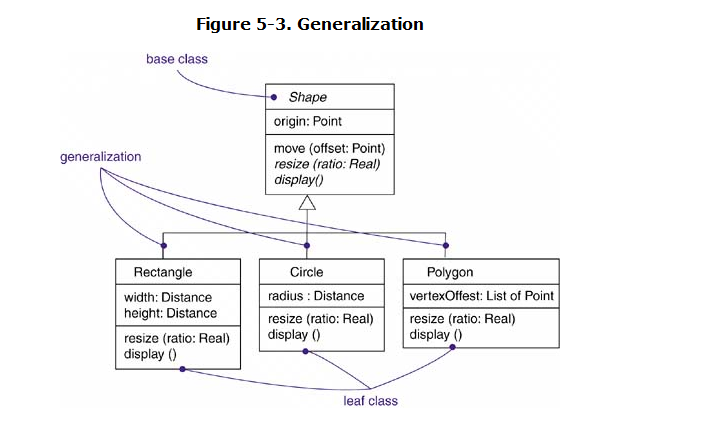 Figure 5-3. Generalization
base class
Shape
origin: Point
move (offset: Point)
resize (ratio: Real)
display()
generalization
Rectangle
width: Distance
height: Distance
resize (ratio: Real)
display ()
Circle
radius : Distance
resize (ratio: Real)
display ()
Polygon
vertexOffest: List of Point
resize (ratio: Real)
display ()
leaf class